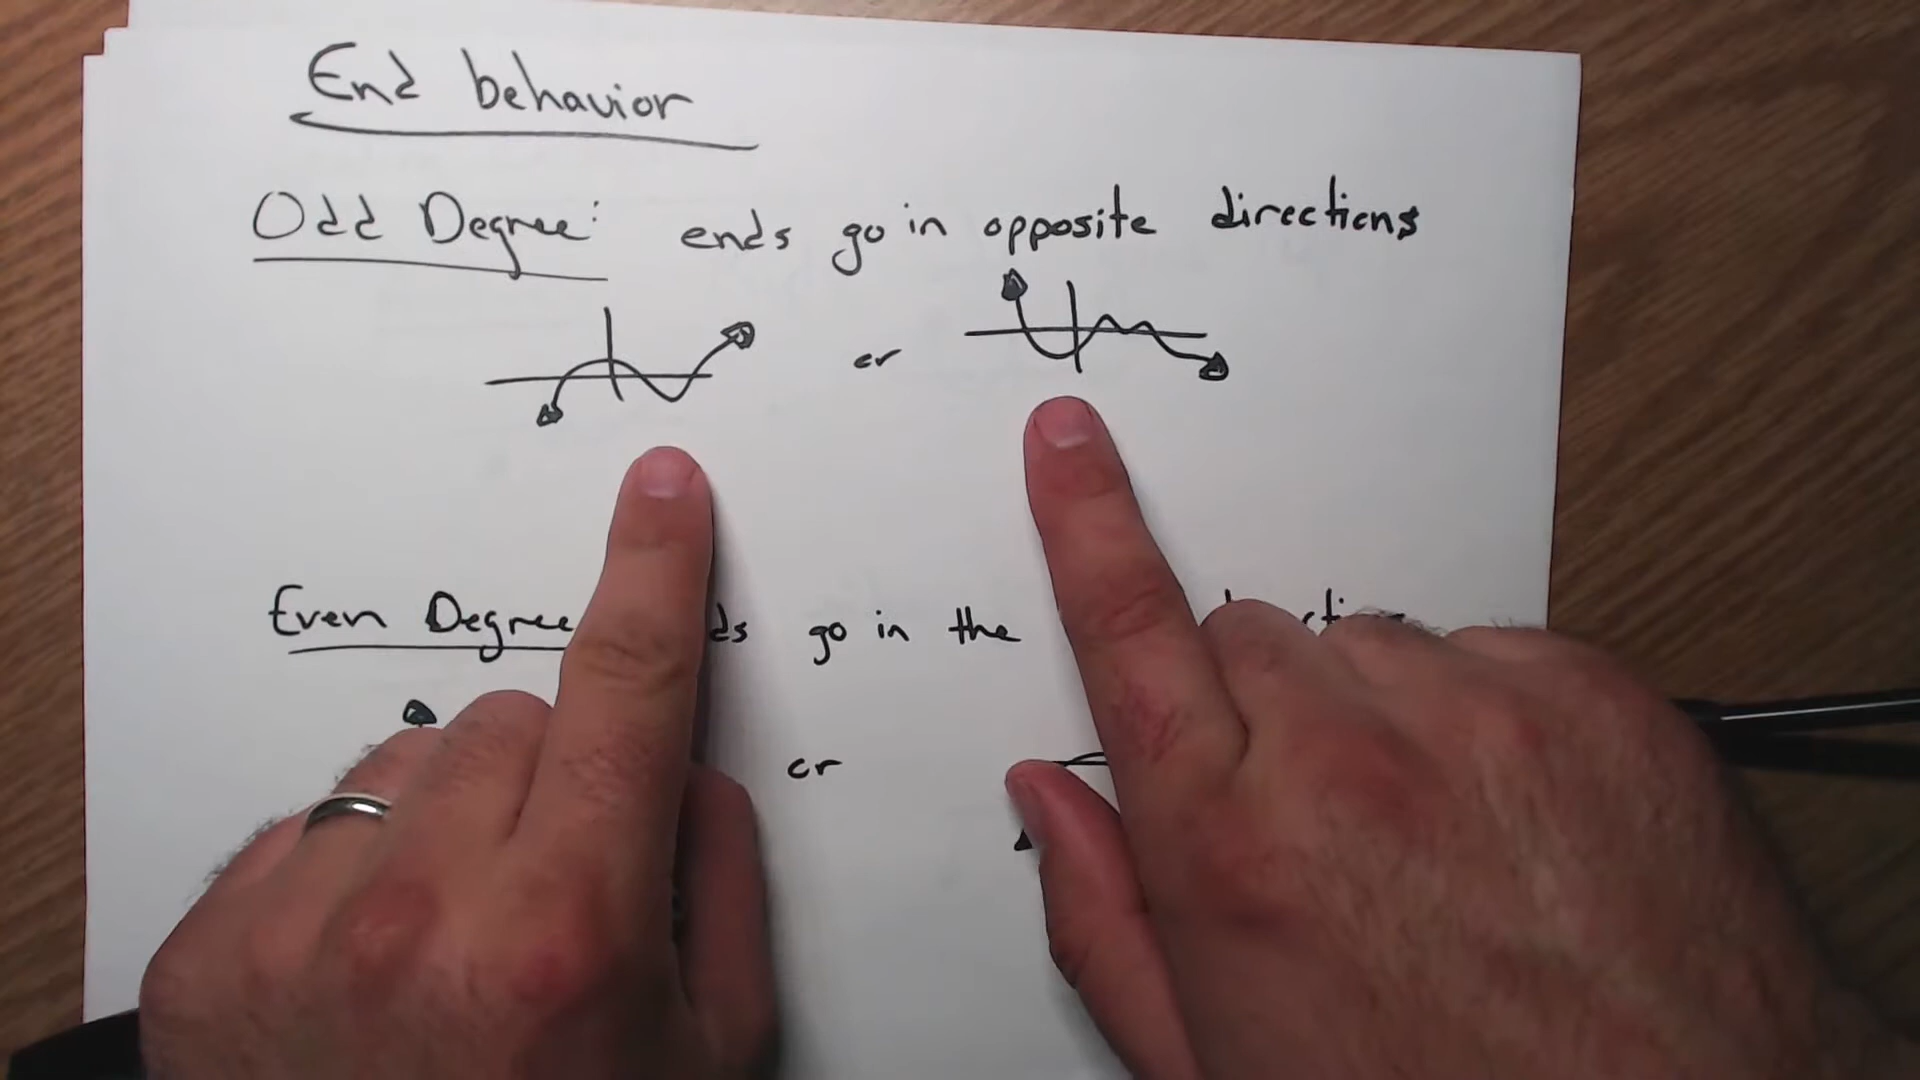 End behavior
Odd Degree: ends go in opposite directions
or
Even Degree go in the
or